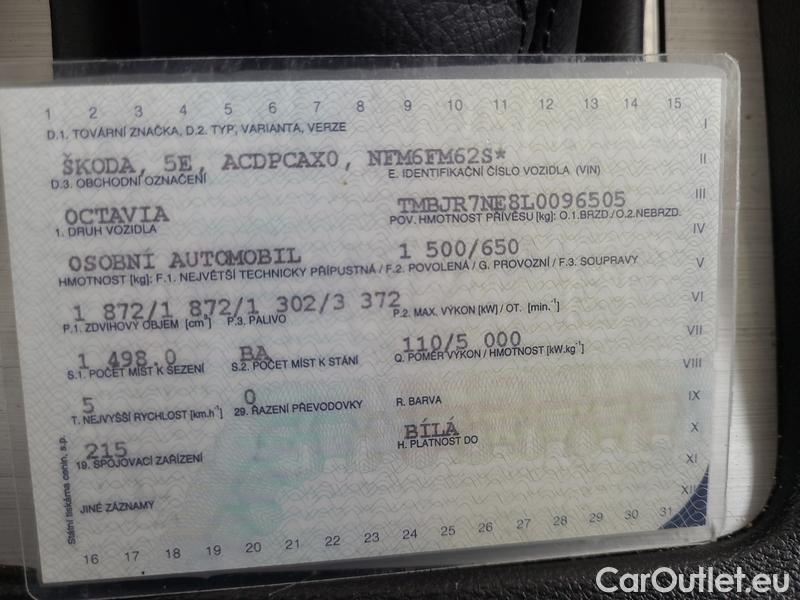 1 2 3 4 5 6 7 8 9 10 11 12 13 14 15
D.1. TOVÁRNÍ ZNAČKA, D.2. TYP, VARIANTA, VERZE
I
ŠKODA, 5E, ACDPCAX0, NFM6FM62S*
II
D.3. OBCHODNÍ OZNAČENÍ E. IDENTIFIKAČNÍ ČÍSLO VOZIDLA (VIN)
OCTAVIA TMBJR7NE8L0096505
III
1. DRUH VOZIDLA POV. HMOTNOST PŘÍVĚSU [kg]: O.1.BRZD./O.2.NEBRZD.
IV
OSOBNÍ AUTOMOBIL 1 500/650
V
HMOTNOST [kg]: F.1. NEJVĚTŠÍ TECHNICKY PŘÍPUSTNÁ / F.2. POVOLENÁ / G. PROVOZNÍ / F.3. SOUPRAVY
1 872/1 872/1 302/3 372
VI
P.1. ZDVIHOVÝ OBJEM [cm³] P.3. PALIVO P.2. MAX. VÝKON [kW] / OT. [min.⁻¹]
VII
1 498.0 BA 110/5 000
S.1. POČET MÍST K SEZENÍ S.2. POČET MÍST K STÁNÍ Q. POMĚR VÝKON / HMOTNOST [kW.kg⁻¹]
VIII
5 0
T. NEJVYŠŠÍ RYCHLOST [km.h⁻¹] 29. ŘAZENÍ PŘEVODOVKY R. BARVA
IX
215 BÍLÁ
X
19. SPOJOVACÍ ZAŘÍZENÍ H. PLATNOST DO
XI
JINÉ ZÁZNAMY
XII
Státní tiskárna cenin, s.p.
16 17 18 19 20 21 22 23 24 25 26 27 28 29 30 31
CarOutlet.eu